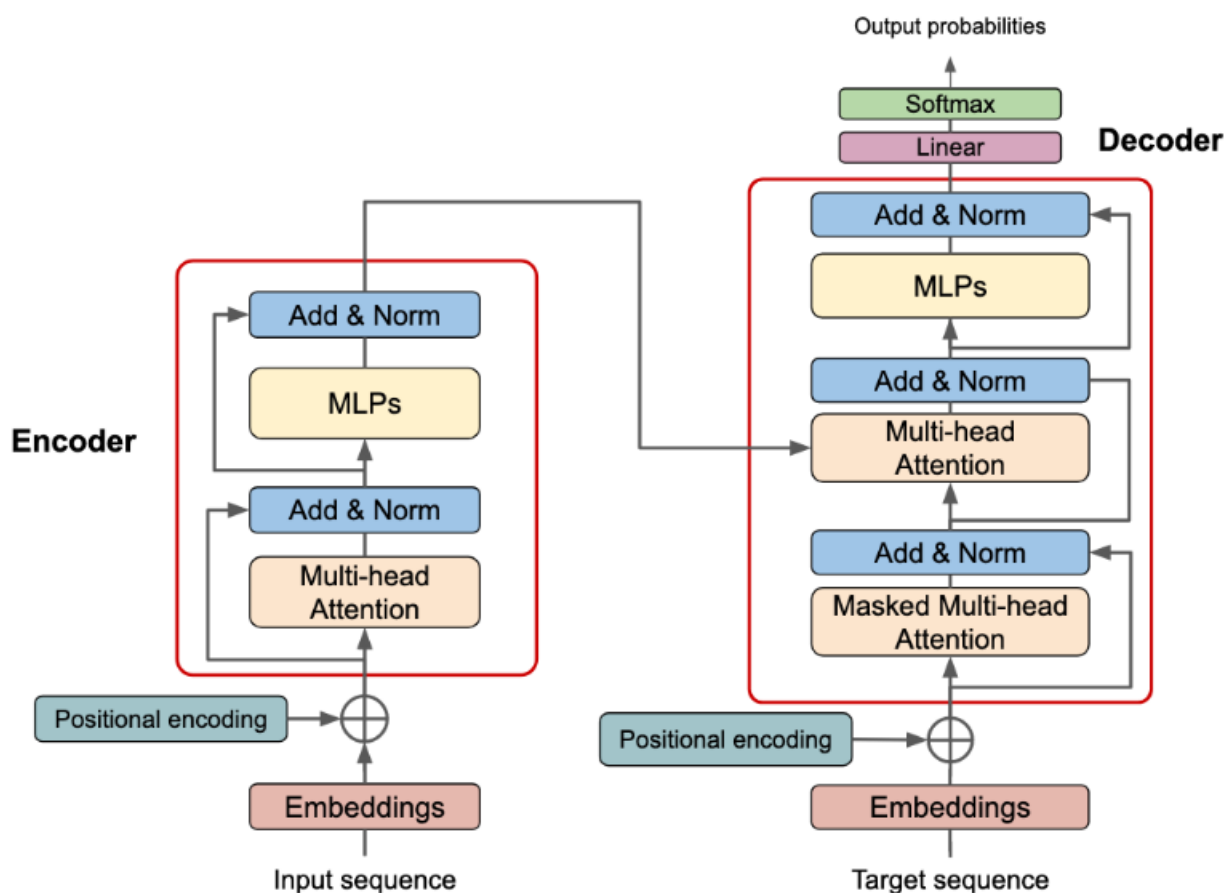 Output probabilities
Softmax
Linear
Decoder
Add & Norm
MLPs
Add & Norm
Multi-head
Attention
Add & Norm
Masked Multi-head
Attention
Positional encoding
Embeddings
Target sequence
Encoder
Add & Norm
MLPs
Add & Norm
Multi-head
Attention
Positional encoding
Embeddings
Input sequence